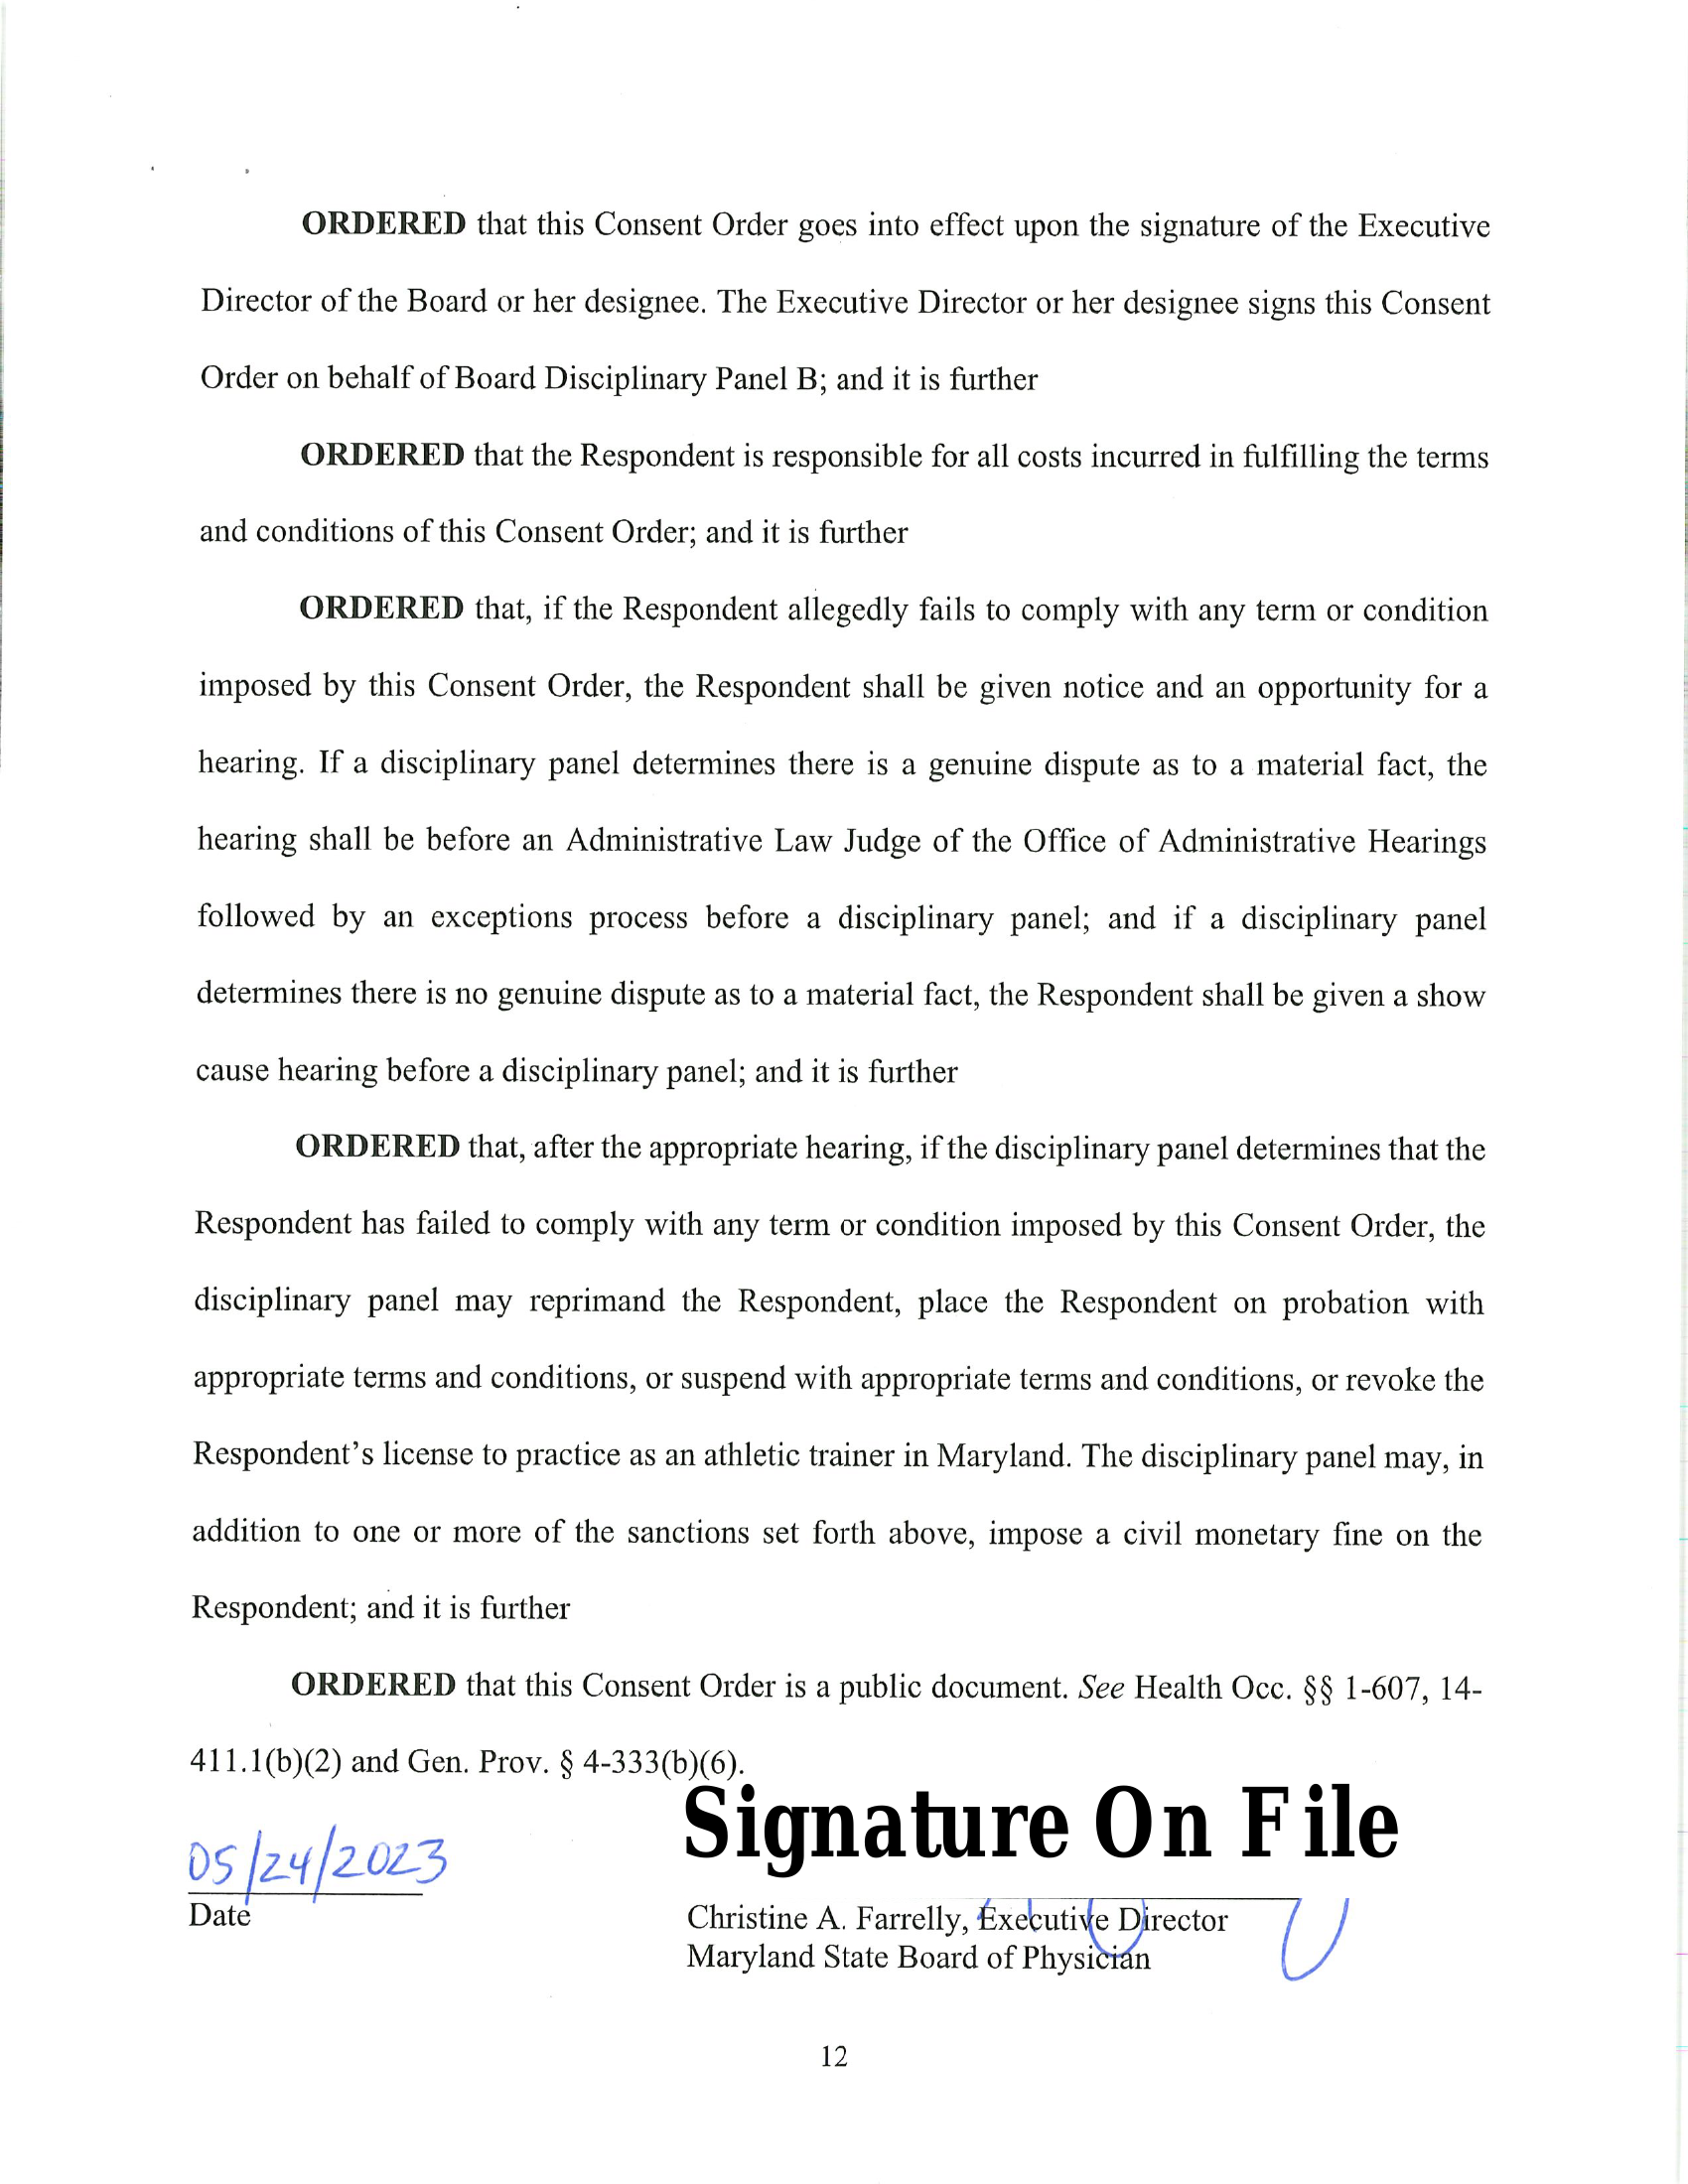 ORDERED that this Consent Order goes into effect upon the signature of the Executive
Director of the Board or her designee. The Executive Director or her designee signs this Consent
Order on behalf of Board Disciplinary Panel B; and it is further
ORDERED that the Respondent is responsible for all costs incurred in fulfilling the terms
and conditions of this Consent Order; and it is further
ORDERED that, if the Respondent allegedly fails to comply with any term or condition
imposed by this Consent Order, the Respondent shall be given notice and an opportunity for a
hearing. If a disciplinary panel determines there is a genuine dispute as to a material fact, the
hearing shall be before an Administrative Law Judge of the Office of Administrative Hearings
followed by an exceptions process before a disciplinary panel; and if a disciplinary panel
determines there is no genuine dispute as to a material fact, the Respondent shall be given a show
cause hearing before a disciplinary panel; and it is further
ORDERED that, after the appropriate hearing, if the disciplinary panel determines that the
Respondent has failed to comply with any term or condition imposed by this Consent Order, the
disciplinary panel may reprimand the Respondent, place the Respondent on probation with
appropriate terms and conditions, or suspend with appropriate terms and conditions, or revoke the
Respondent's license to practice as an athletic trainer in Maryland. The disciplinary panel may, in
addition to one or more of the sanctions set forth above, impose a civil monetary fine on the
Respondent; and it is further
ORDERED that this Consent Order is a public document. See Health Occ. §§ 1-607, 14-
411.1(b)(2) and Gen. Prov. § 4-333(b)(6).
Signature On File
05/24/2023
Date
Christine A. Farrelly, Executive Director
Maryland State Board of Physician
12